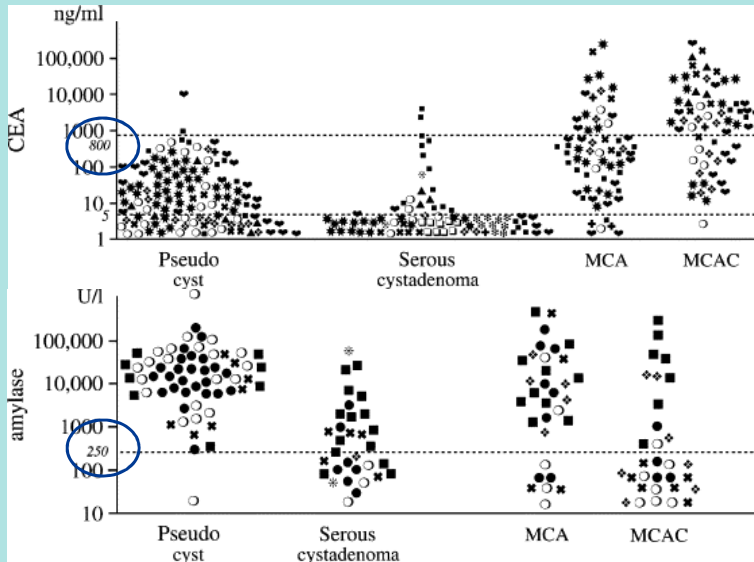 ng/ml
100,000
10,000
1000
800
100
10
5
1
CEA
Pseudo
cyst
Serous
cystadenoma
MCA
MCAC
U/l
100,000
10,000
1000
250
100
10
amylase
Pseudo
cyst
Serous
cystadenoma
MCA
MCAC